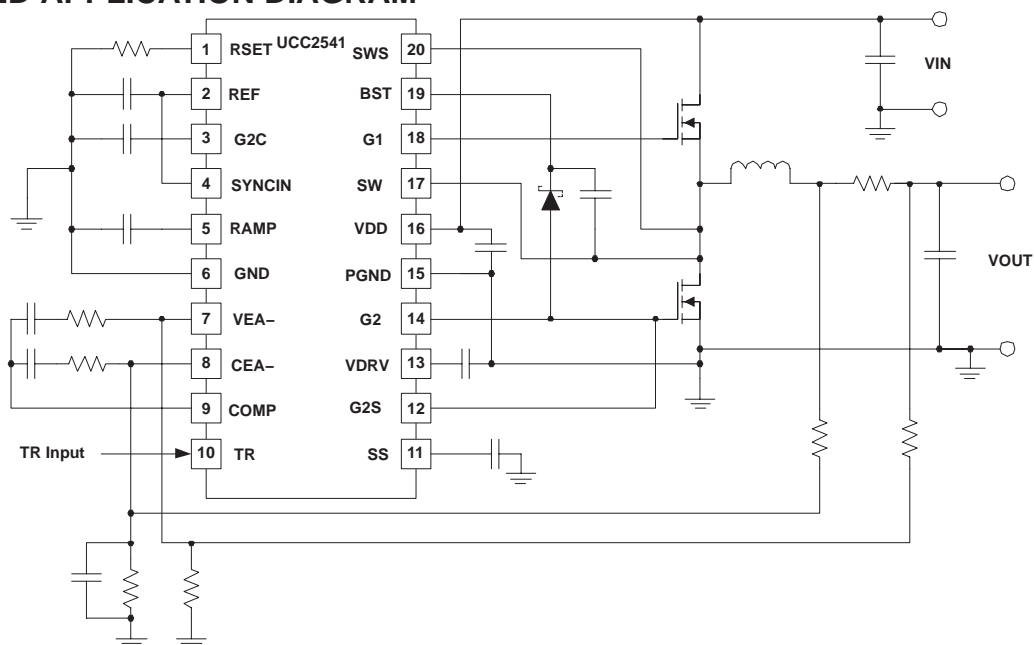 1 RSET UCC2541 SWS 20
2 REF BST 19
3 G2C G1 18
4 SYNCIN SW 17
5 RAMP VDD 16
6 GND PGND 15
7 VEA− G2 14
8 CEA− VDRV 13
9 COMP G2S 12
TR Input 10 TR SS 11
VIN
VOUT